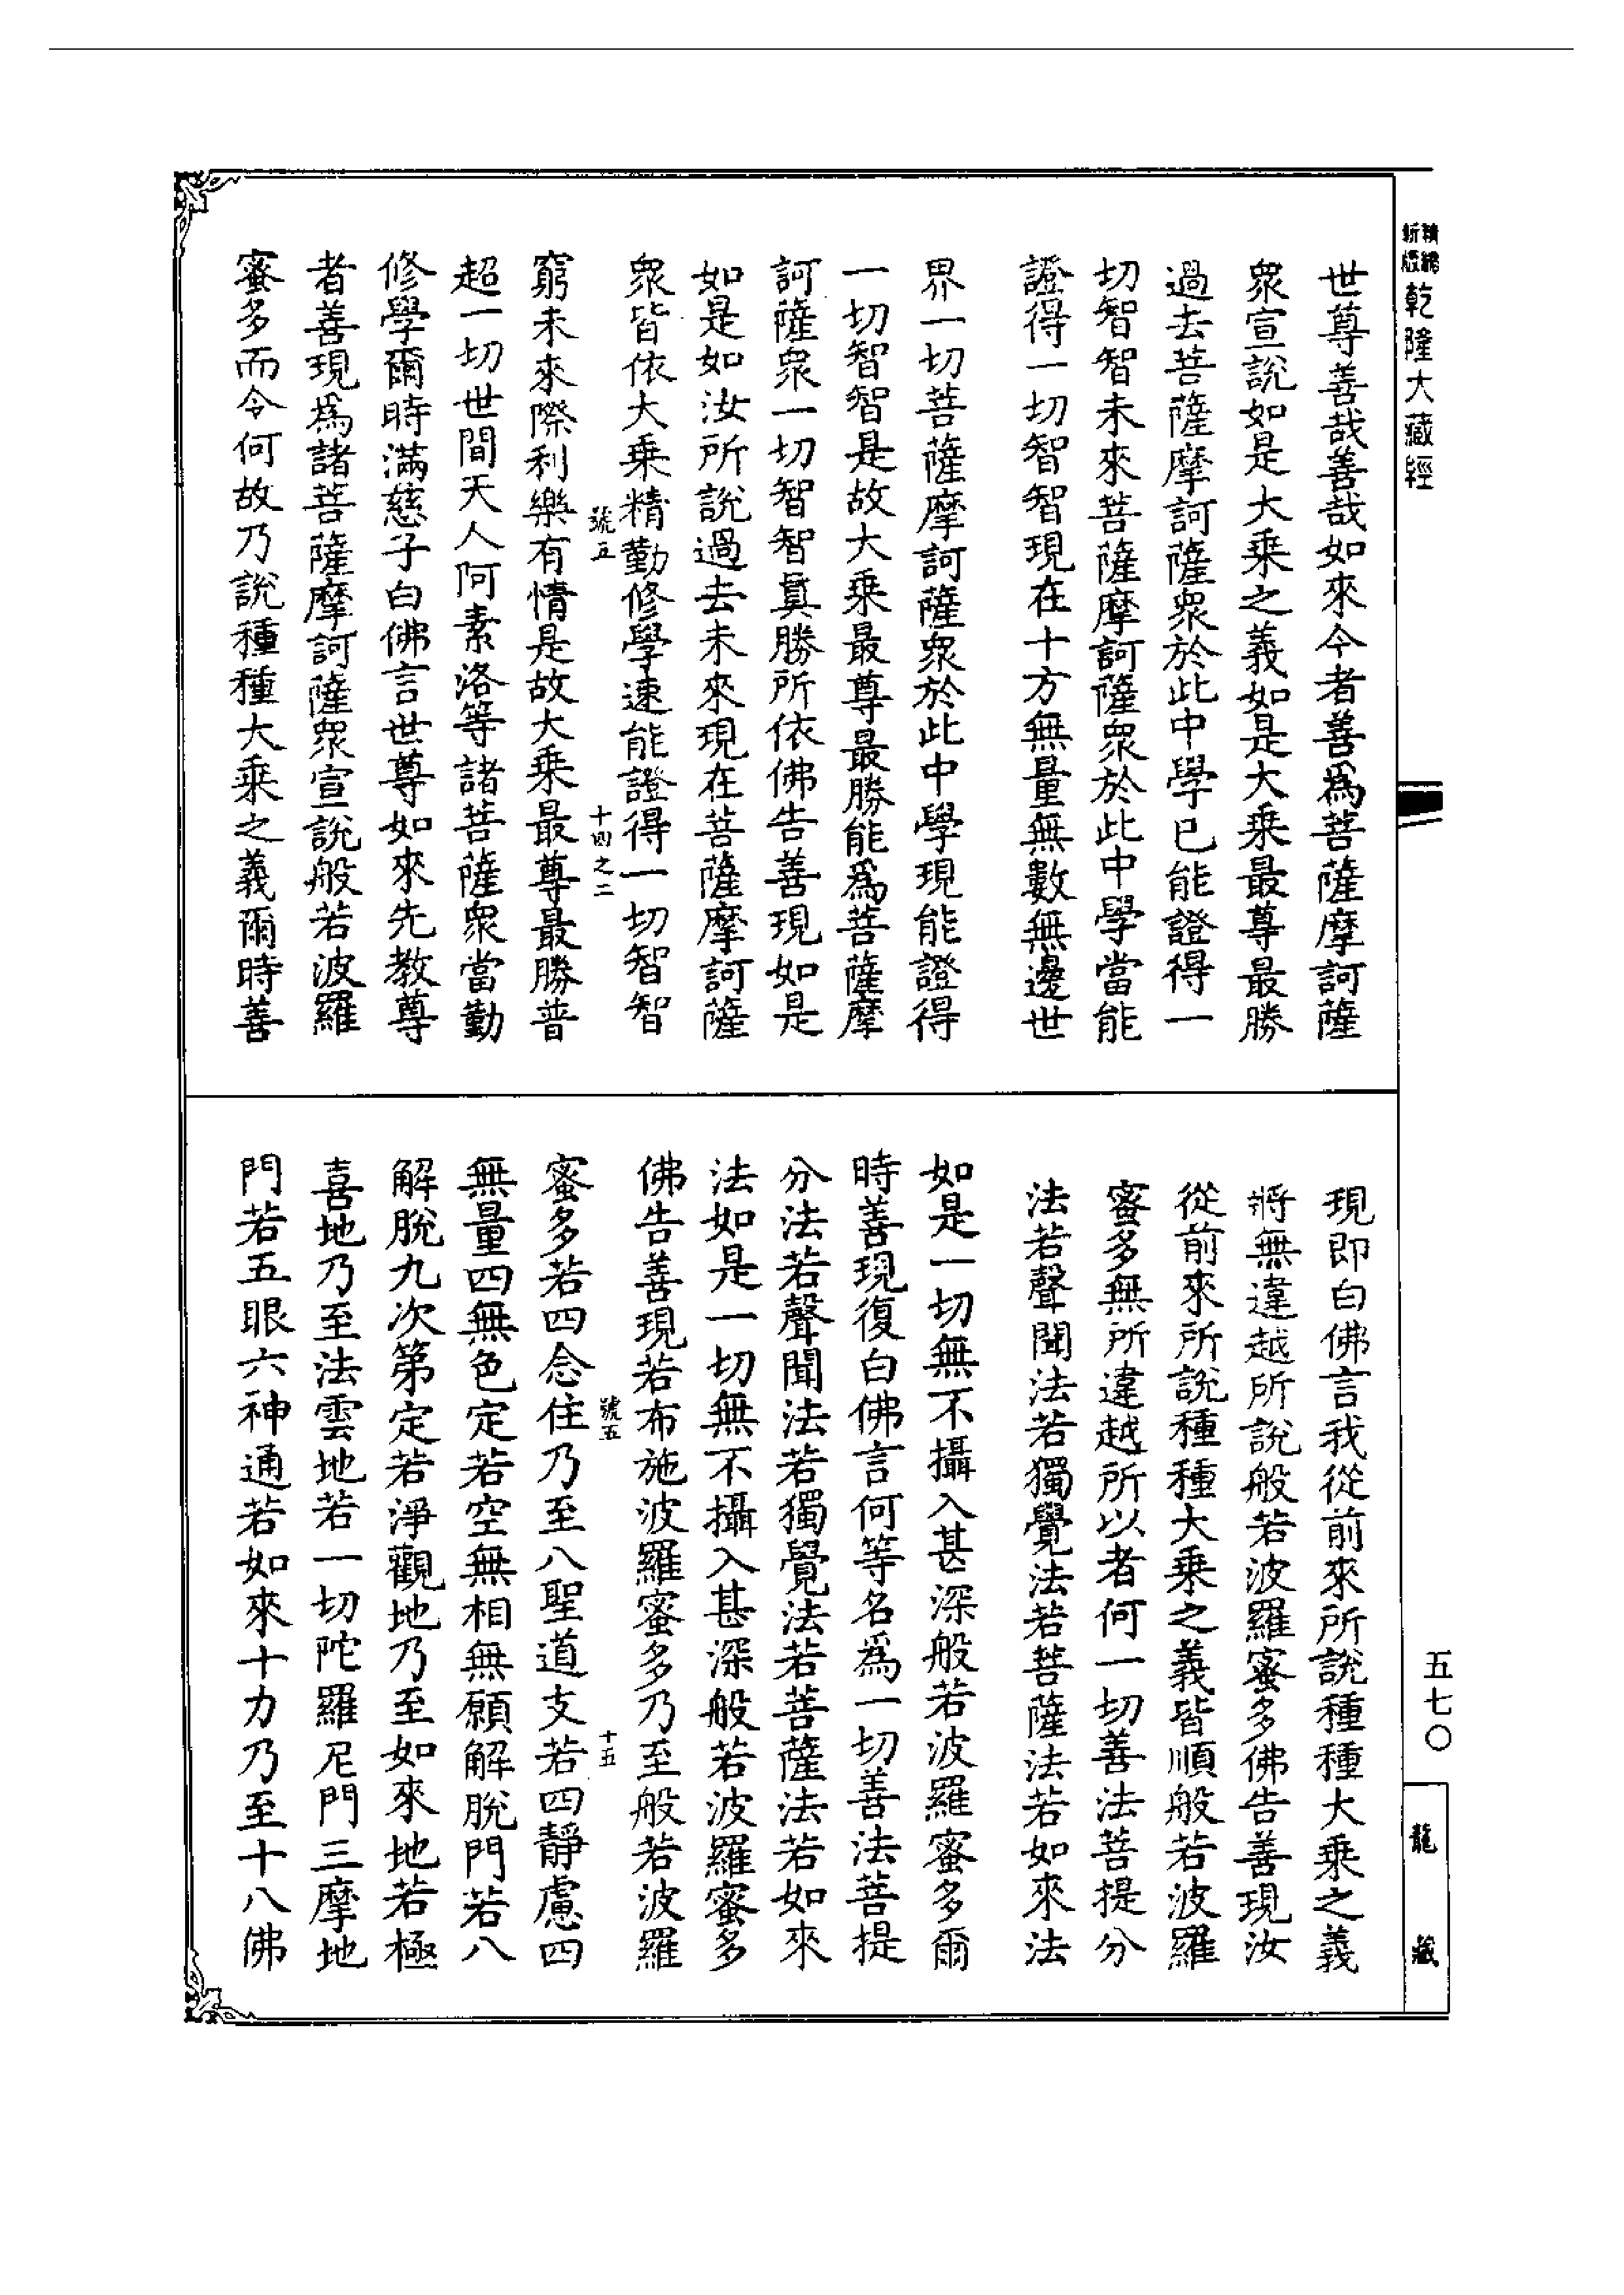 精編新版乾隆大藏經
世尊善哉善哉如來今者善為菩薩摩訶薩
衆宣說如是大乘之義如是大乘最尊最勝
過去菩薩摩訶薩衆於此中學已能證得一
切智智未來菩薩摩訶薩衆於此中學當能
證得一切智智現在十方無量無數無邊世
界一切菩薩摩訶薩衆於此中學現能證得
一切智智是故大乘最尊最勝能為菩薩摩
訶薩衆一切智智眞勝所依佛告善現如是
如是如汝所說過去未來現在菩薩摩訶薩
衆皆依大乘精勤修學速能證得一切智智
號五 十四之二
窮未來際利樂有情是故大乘最尊最勝普
超一切世間天人阿素洛等諸菩薩衆當勤
修學爾時滿慈子白佛言世尊如來先教尊
者善現為諸菩薩摩訶薩衆宣說般若波羅
蜜多而今何故乃說種種大乘之義爾時善
現即白佛言我從前來所說種種大乘之義
將無違越所說般若波羅蜜多佛告善現汝
從前來所說種種大乘之義皆順般若波羅
蜜多無所違越所以者何一切善法菩提分
法若聲聞法若獨覺法若菩薩法若如來法
如是一切無不攝入甚深般若波羅蜜多爾
時善現復白佛言何等名為一切善法菩提
分法若聲聞法若獨覺法若菩薩法若如來
法如是一切無不攝入甚深般若波羅蜜多
佛告善現若布施波羅蜜多乃至般若波羅
號五 十五
蜜多若四念住乃至八聖道支若四靜慮四
無量四無色定若空無相無願解脫門若八
解脫九次第定若淨觀地乃至如來地若極
喜地乃至法雲地若一切陀羅尼門三摩地
門若五眼六神通若如來十力乃至十八佛
五七〇
龍藏